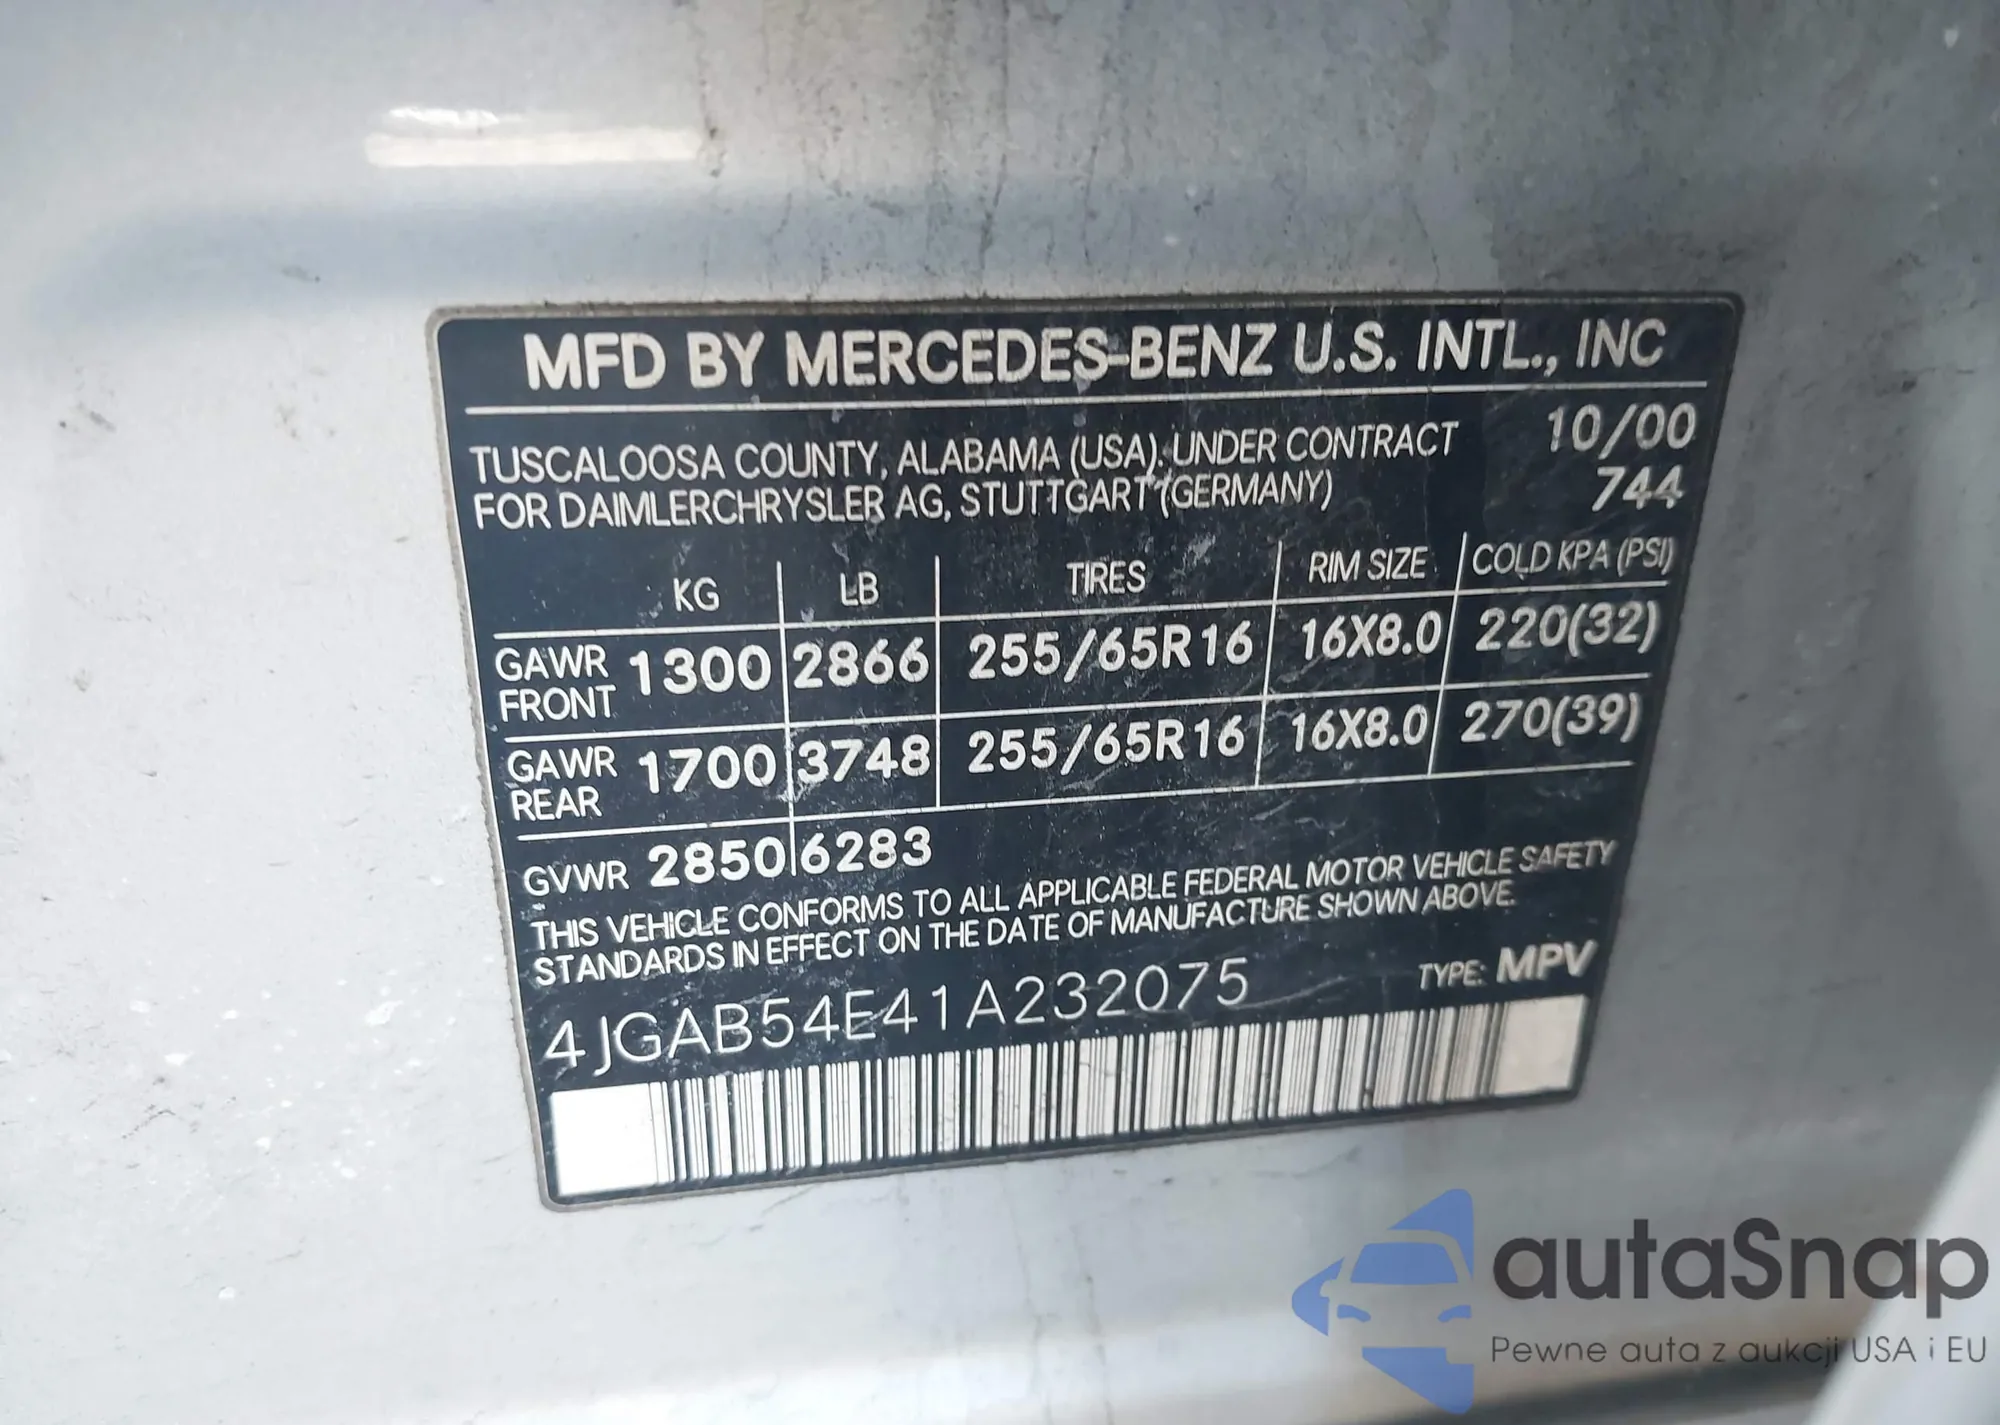 MFD BY MERCEDES-BENZ U.S. INTL., INC
TUSCALOOSA COUNTY, ALABAMA (USA). UNDER CONTRACT 10/00
FOR DAIMLERCHRYSLER AG, STUTTGART (GERMANY) 744
KG LB TIRES RIM SIZE COLD KPA (PSI)
GAWR FRONT 1300 2866 255/65R16 16X8.0 220(32)
GAWR REAR 1700 3748 255/65R16 16X8.0 270(39)
GVWR 2850 6283
THIS VEHICLE CONFORMS TO ALL APPLICABLE FEDERAL MOTOR VEHICLE SAFETY
STANDARDS IN EFFECT ON THE DATE OF MANUFACTURE SHOWN ABOVE.
4JGAB54E41A232075 TYPE: MPV
autaSnap
Pewne auta z aukcji USA i EU